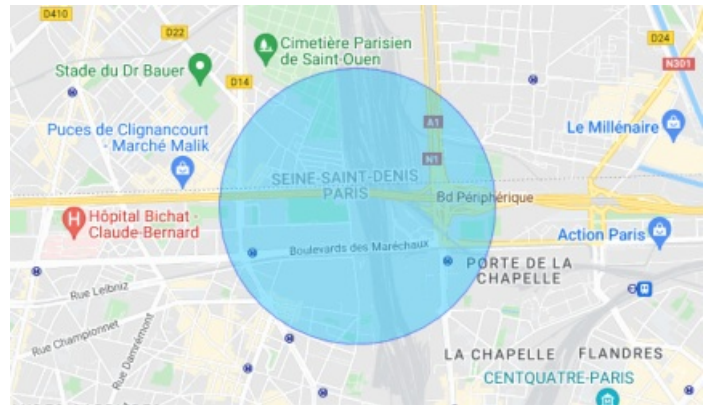 D410
D22
D24
N301
Cimetière Parisien
de Saint-Ouen
Stade du Dr Bauer
D14
A1
Puces de Clignancourt
- Marché Malik
Le Millénaire
N1
SEINE-SAINT-DENIS
PARIS
Bd Périphérique
H
Hôpital Bichat -
Claude-Bernard
Action Paris
Boulevards des Maréchaux
PORTE DE LA
CHAPELLE
Rue Leibniz
Rue Championnet
Rue Damrémont
LA CHAPELLE
FLANDRES
CENTQUATRE-PARIS